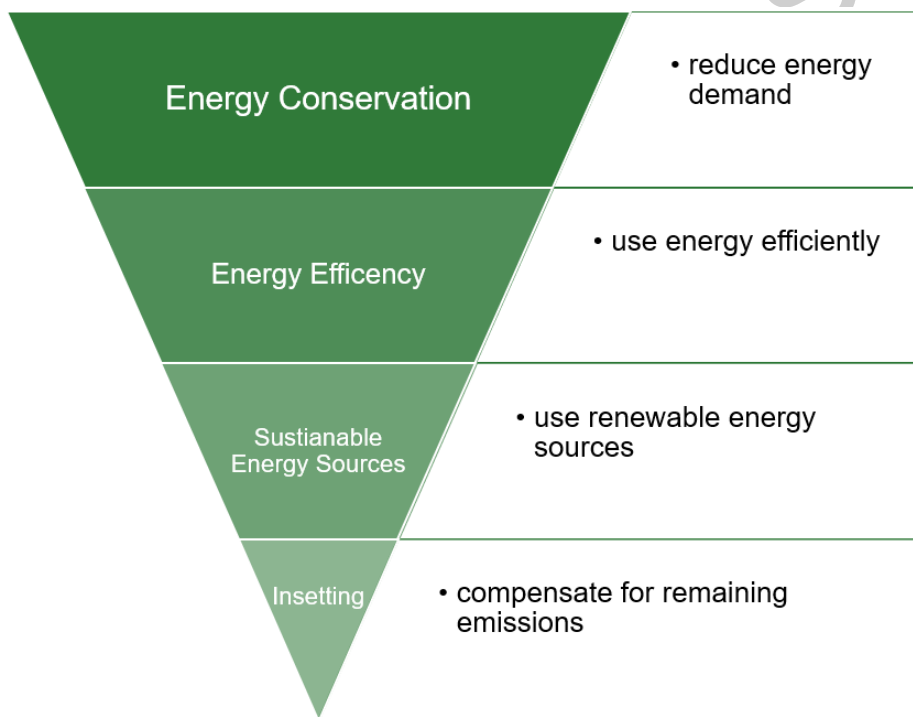 Energy Conservation
• reduce energy
demand
Energy Efficency
• use energy efficiently
Sustianable
Energy Sources
• use renewable energy
sources
Insetting
• compensate for remaining
emissions